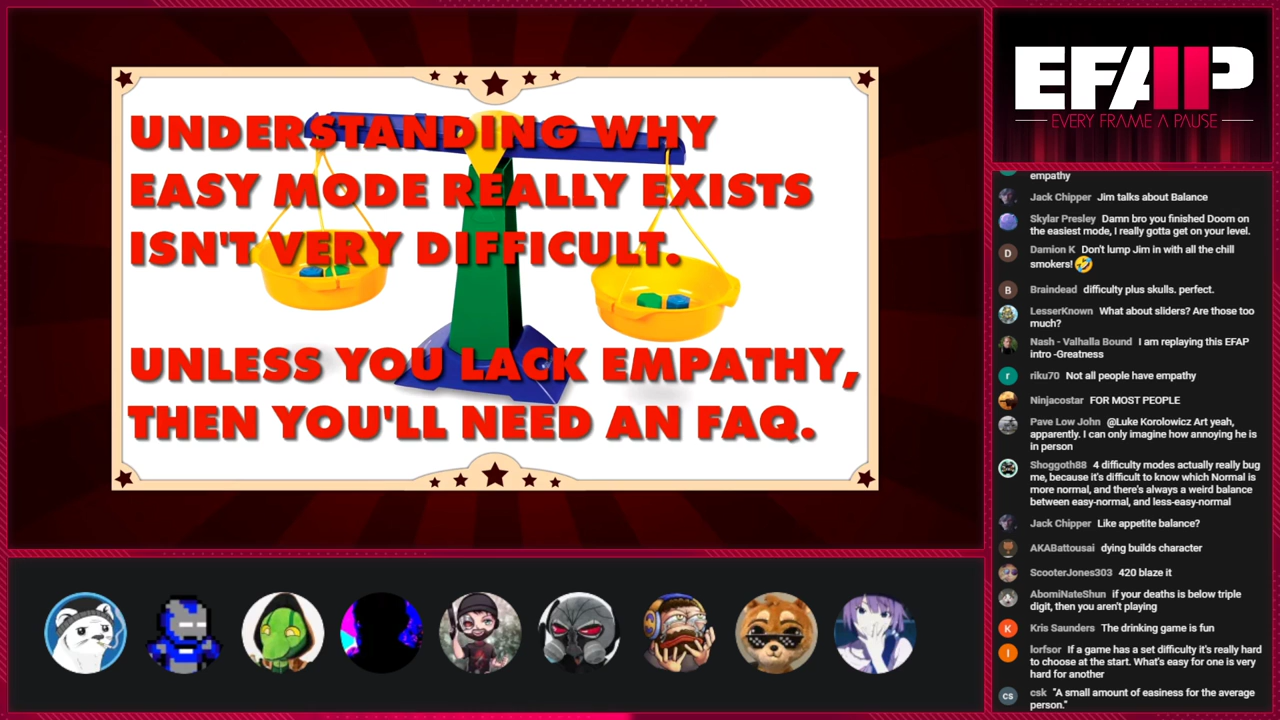 UNDERSTANDING WHY
EASY MODE REALLY EXISTS
ISN'T VERY DIFFICULT.
UNLESS YOU LACK EMPATHY,
THEN YOU'LL NEED AN FAQ.
EFAP
EVERY FRAME A PAUSE
empathy
Jack Chipper Jim talks about Balance
Skylar Presley Damn bro you finished Doom on
the easiest mode, I really gotta get on your level.
D
Damion K Don't lump Jim in with all the chill
smokers!🤣
B
Braindead difficulty plus skulls. perfect.
LesserKnown What about sliders? Are those too
much?
Nash - Valhalla Bound I am replaying this EFAP
intro -Greatness
r
riku70 Not all people have empathy
Ninjacostar FOR MOST PEOPLE
Pave Low John @Luke Korolowicz Art yeah,
apparently. I can only imagine how annoying he is
in person
Shoggoth88 4 difficulty modes actually really bug
me, because it's difficult to know which Normal is
more normal, and there's always a weird balance
between easy-normal, and less-easy-normal
Jack Chipper Like appetite balance?
AKABattousai dying builds character
ScooterJones303 420 blaze it
AbomiNateShun if your deaths is below triple
digit, then you aren't playing
K
Kris Saunders The drinking game is fun
l
lorfsor If a game has a set difficulty it's really hard
to choose at the start. What's easy for one is very
hard for another
cs
csk "A small amount of easiness for the average
person."